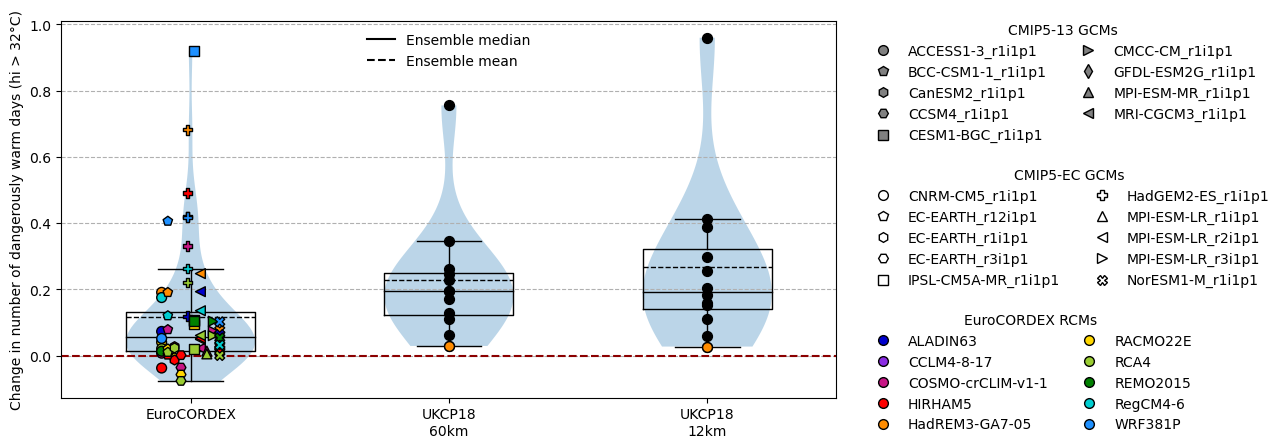 Change in number of dangerously warm days (hi > 32°C)
1.0
0.8
0.6
0.4
0.2
0.0
Ensemble median
Ensemble mean
EuroCORDEX
UKCP18
60km
UKCP18
12km
CMIP5-13 GCMs
ACCESS1-3_r1i1p1
BCC-CSM1-1_r1i1p1
CanESM2_r1i1p1
CCSM4_r1i1p1
CESM1-BGC_r1i1p1
CMCC-CM_r1i1p1
GFDL-ESM2G_r1i1p1
MPI-ESM-MR_r1i1p1
MRI-CGCM3_r1i1p1
CMIP5-EC GCMs
CNRM-CM5_r1i1p1
EC-EARTH_r12i1p1
EC-EARTH_r1i1p1
EC-EARTH_r3i1p1
IPSL-CM5A-MR_r1i1p1
HadGEM2-ES_r1i1p1
MPI-ESM-LR_r1i1p1
MPI-ESM-LR_r2i1p1
MPI-ESM-LR_r3i1p1
NorESM1-M_r1i1p1
EuroCORDEX RCMs
ALADIN63
CCLM4-8-17
COSMO-crCLIM-v1-1
HIRHAM5
HadREM3-GA7-05
RACMO22E
RCA4
REMO2015
RegCM4-6
WRF381P